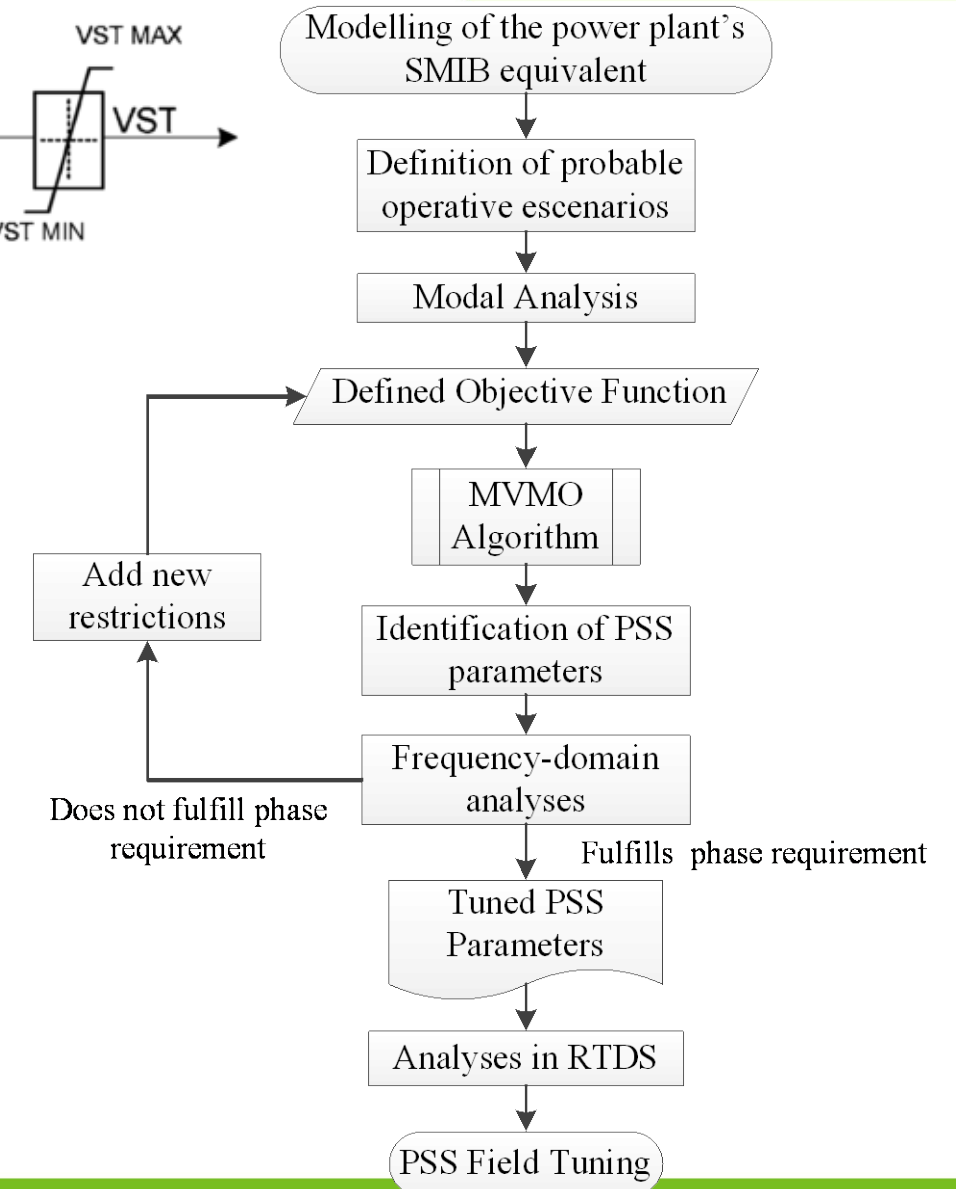 VST MAX
VST
VST MIN
Modelling of the power plant's
SMIB equivalent
Definition of probable
operative escenarios
Modal Analysis
Defined Objective Function
MVMO
Algorithm
Add new
restrictions
Identification of PSS
parameters
Frequency-domain
analyses
Does not fulfill phase
requirement
Fulfills phase requirement
Tuned PSS
Parameters
Analyses in RTDS
PSS Field Tuning